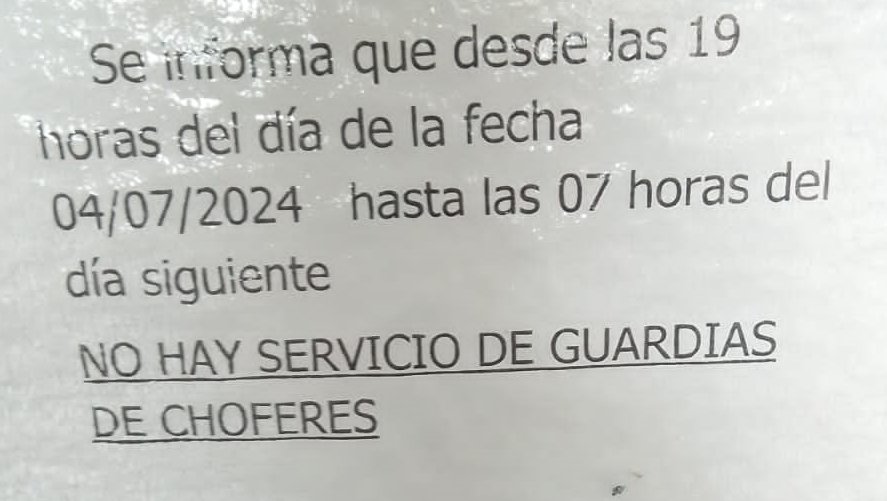 Se informa que desde las 19
horas del día de la fecha
04/07/2024 hasta las 07 horas del
día siguiente
NO HAY SERVICIO DE GUARDIAS
DE CHOFERES